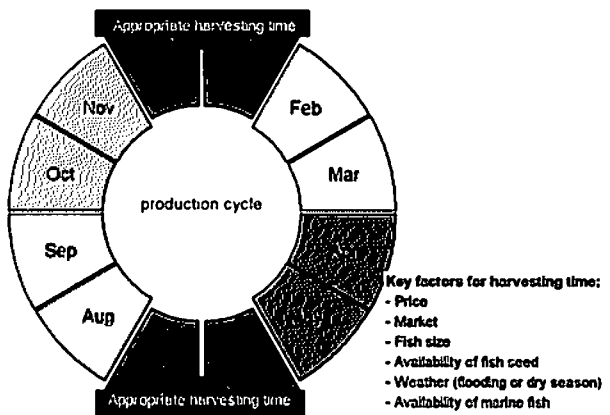 Appropriate harvesting time
Nov
Feb
Oct
Mar
production cycle
Sep
Aug
Key factors for harvesting time:
- Price
- Market
- Fish size
- Availability of fish seed
- Weather (flooding or dry season)
- Availability of marine fish
Appropriate harvesting time